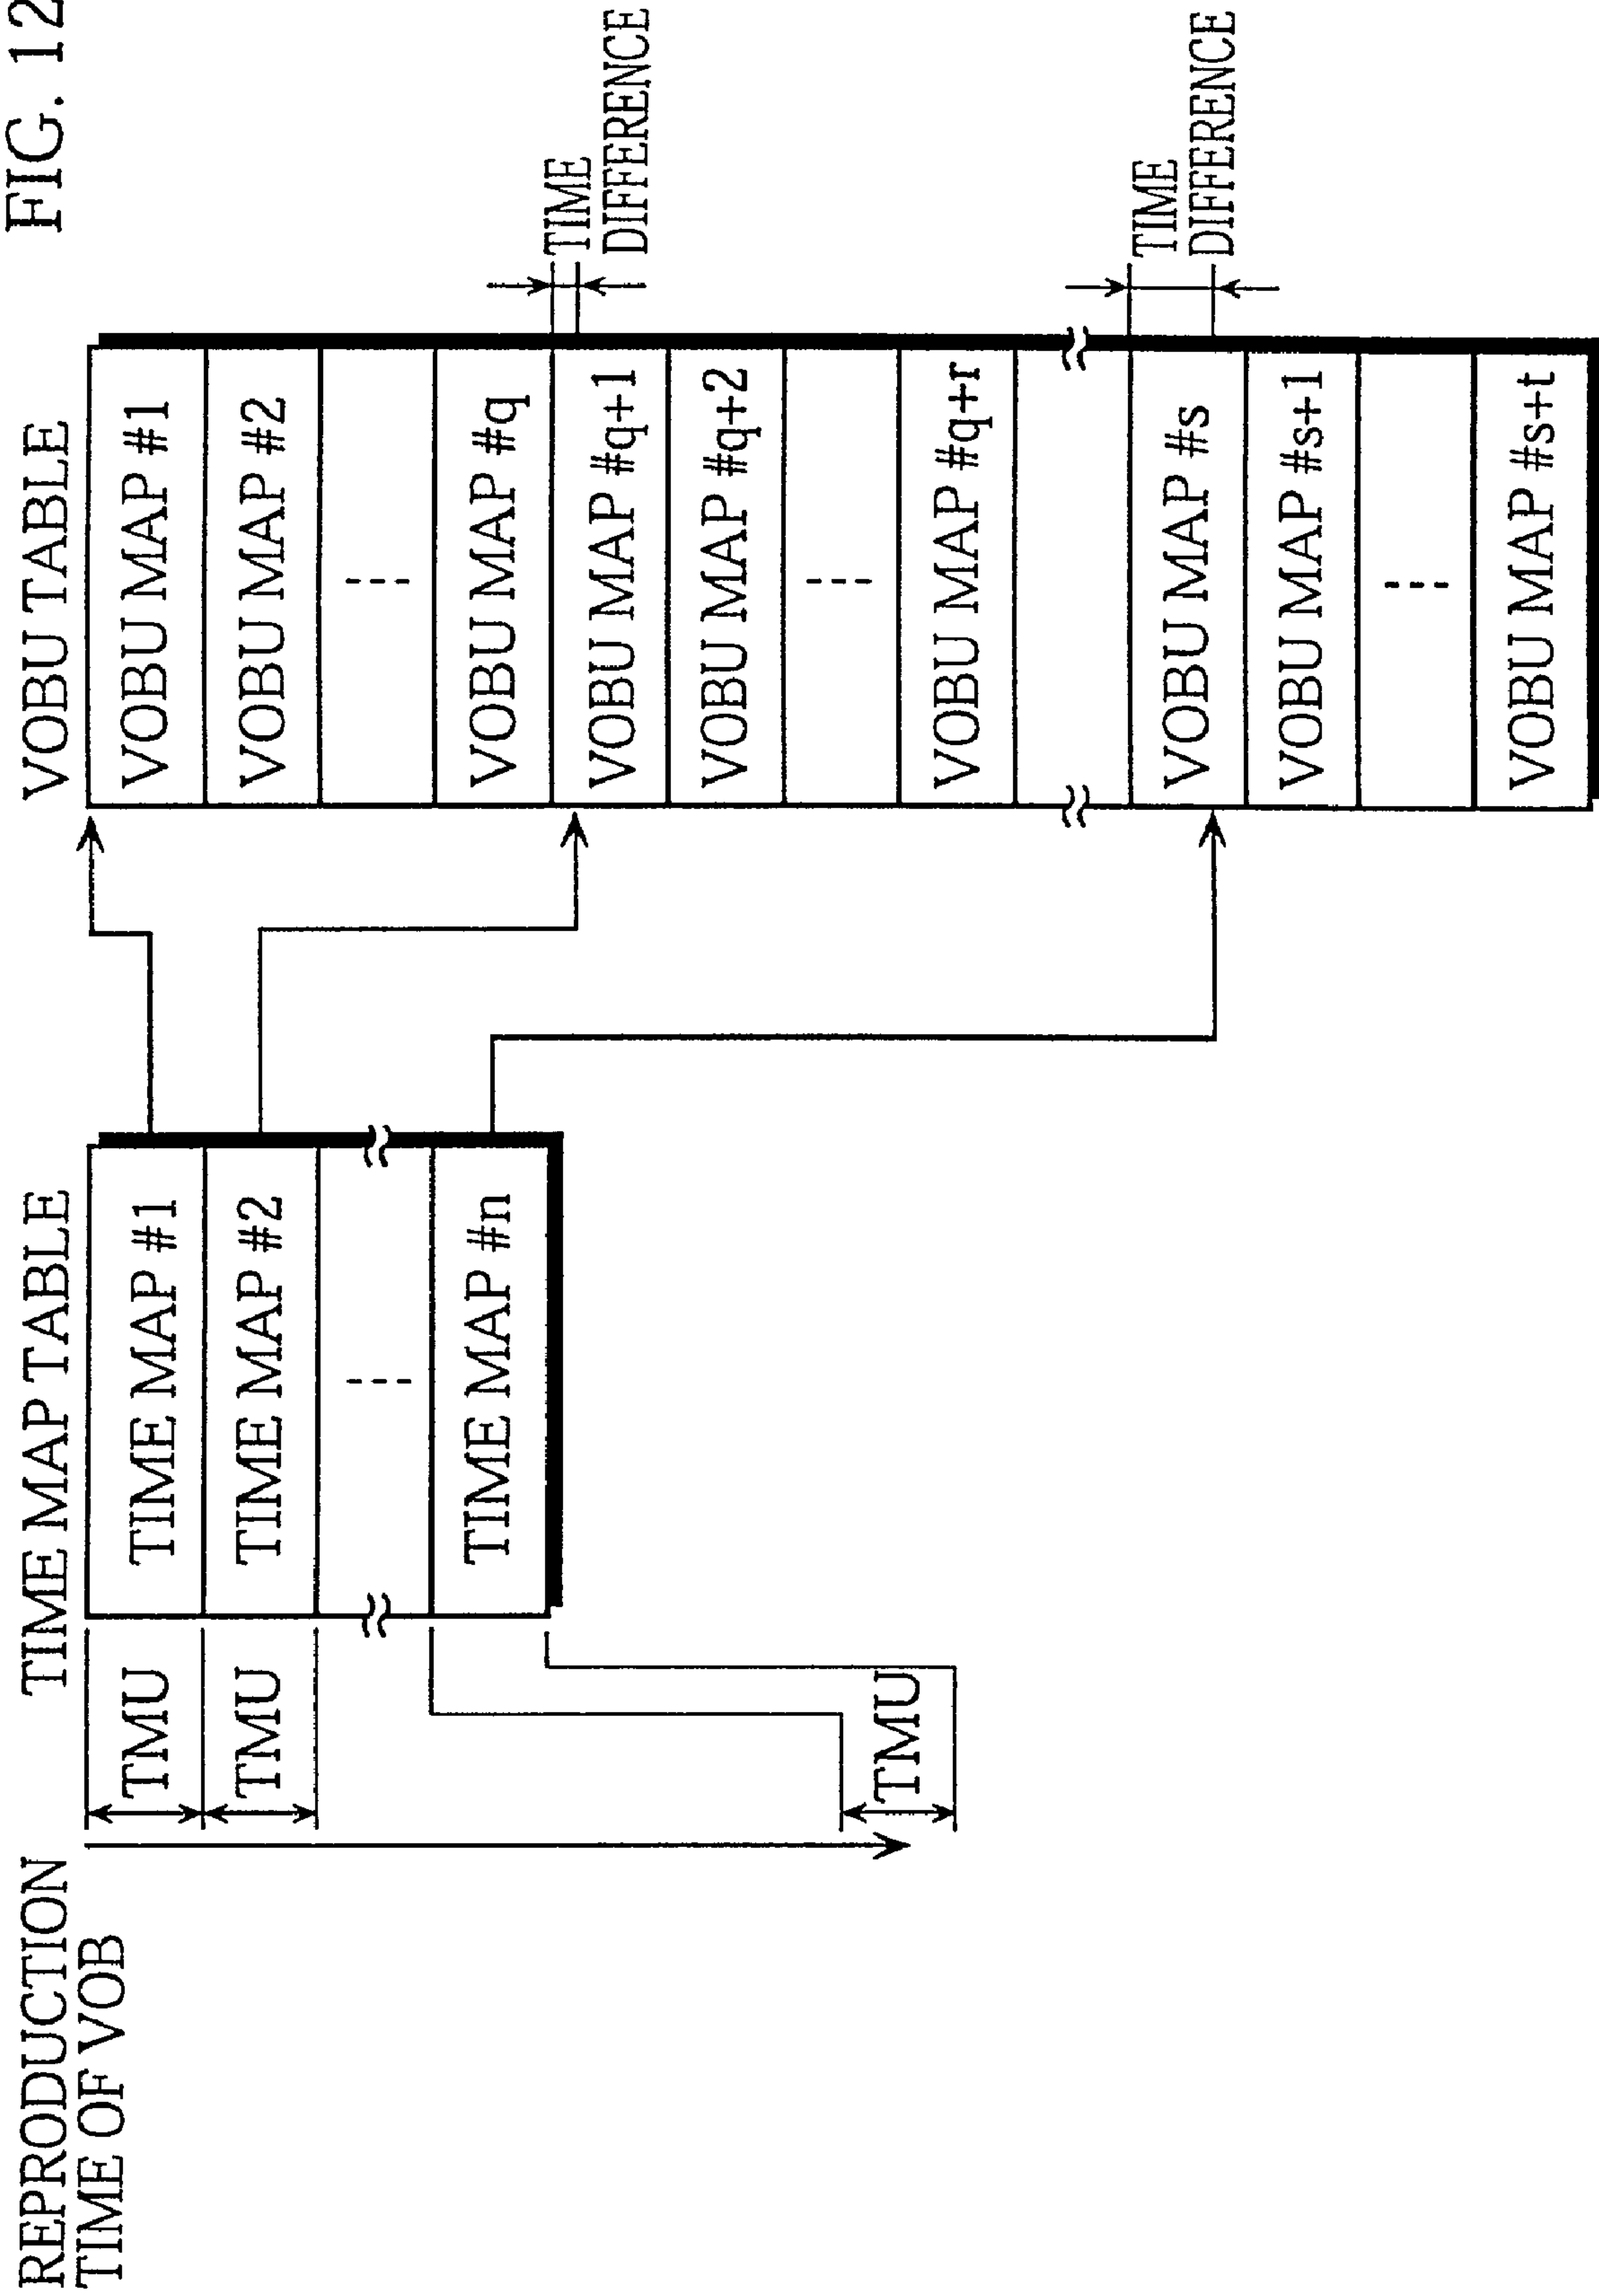 FIG. 12
REPRODUCTION
TIME OF VOB
TMU
TMU
TMU
TIME MAP TABLE
TIME MAP #1
TIME MAP #2
---
TIME MAP #n
VOBU TABLE
VOBU MAP #1
VOBU MAP #2
---
VOBU MAP #q
VOBU MAP #q+1
VOBU MAP #q+2
---
VOBU MAP #q+r
VOBU MAP #s
VOBU MAP #s+1
---
VOBU MAP #s+t
TIME
DIFFERENCE
TIME
DIFFERENCE